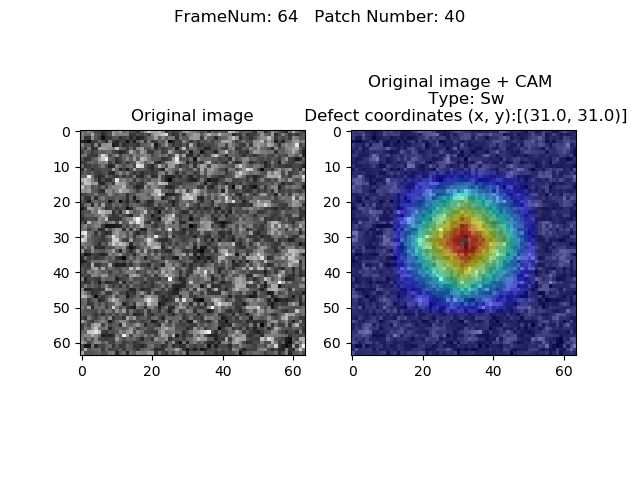 FrameNum: 64   Patch Number: 40
Original image
Original image + CAM
Type: Sw
Defect coordinates (x, y):[(31.0, 31.0)]
0
10
20
30
40
50
60
0 20 40 60
0
10
20
30
40
50
60
0 20 40 60